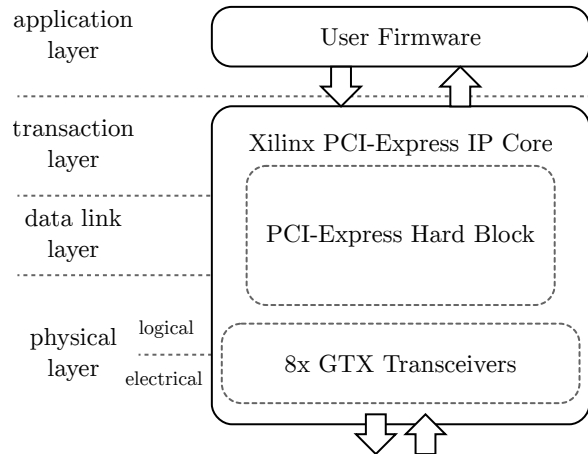 application
layer
User Firmware
transaction
layer
Xilinx PCI-Express IP Core
data link
layer
PCI-Express Hard Block
physical
layer
logical
electrical
8x GTX Transceivers